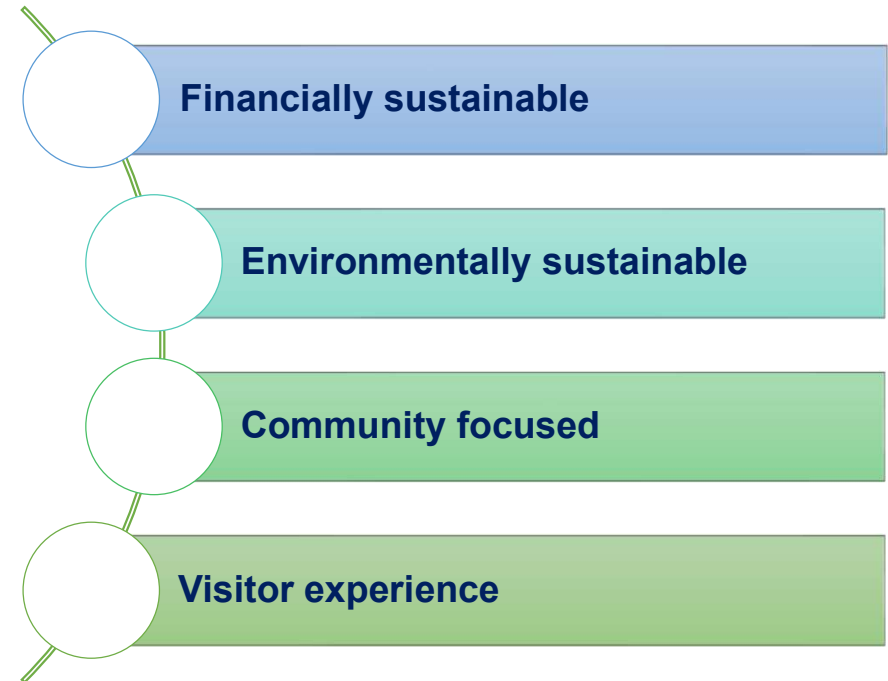 Financially sustainable
Environmentally sustainable
Community focused
Visitor experience